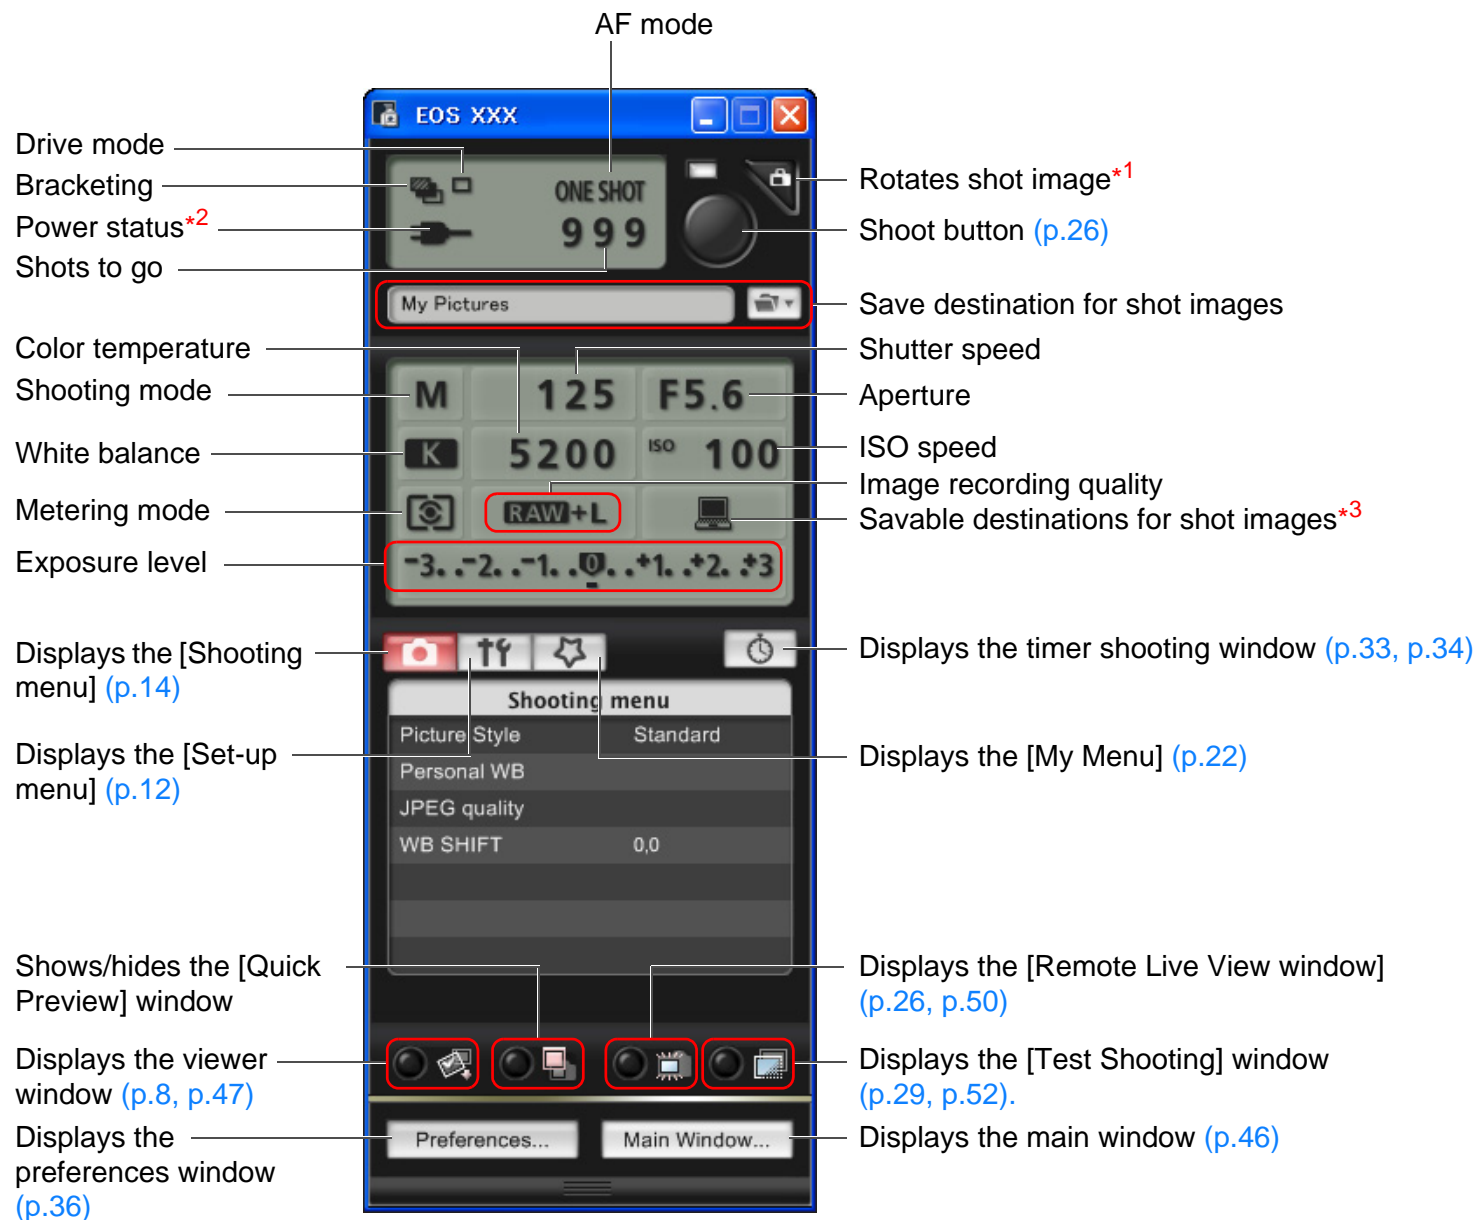 AF mode
EOS XXX
Drive mode
Bracketing
Power status*2
Shots to go
ONE SHOT
999
Rotates shot image*1
Shoot button (p.26)
My Pictures
Save destination for shot images
Color temperature
Shooting mode
White balance
Metering mode
Exposure level
M 125 F5.6
K 5200 ISO 100
RAW+L
-3. .-2. .-1. .0. .+1. .+2. .+3
Shutter speed
Aperture
ISO speed
Image recording quality
Savable destinations for shot images*3
Displays the [Shooting
menu] (p.14)
Displays the [Set-up
menu] (p.12)
Displays the timer shooting window (p.33, p.34)
Displays the [My Menu] (p.22)
Shooting menu
Picture Style Standard
Personal WB
JPEG quality
WB SHIFT 0,0
Shows/hides the [Quick
Preview] window
Displays the viewer
window (p.8, p.47)
Displays the
preferences window
(p.36)
Displays the [Remote Live View window]
(p.26, p.50)
Displays the [Test Shooting] window
(p.29, p.52).
Displays the main window (p.46)
Preferences... Main Window...